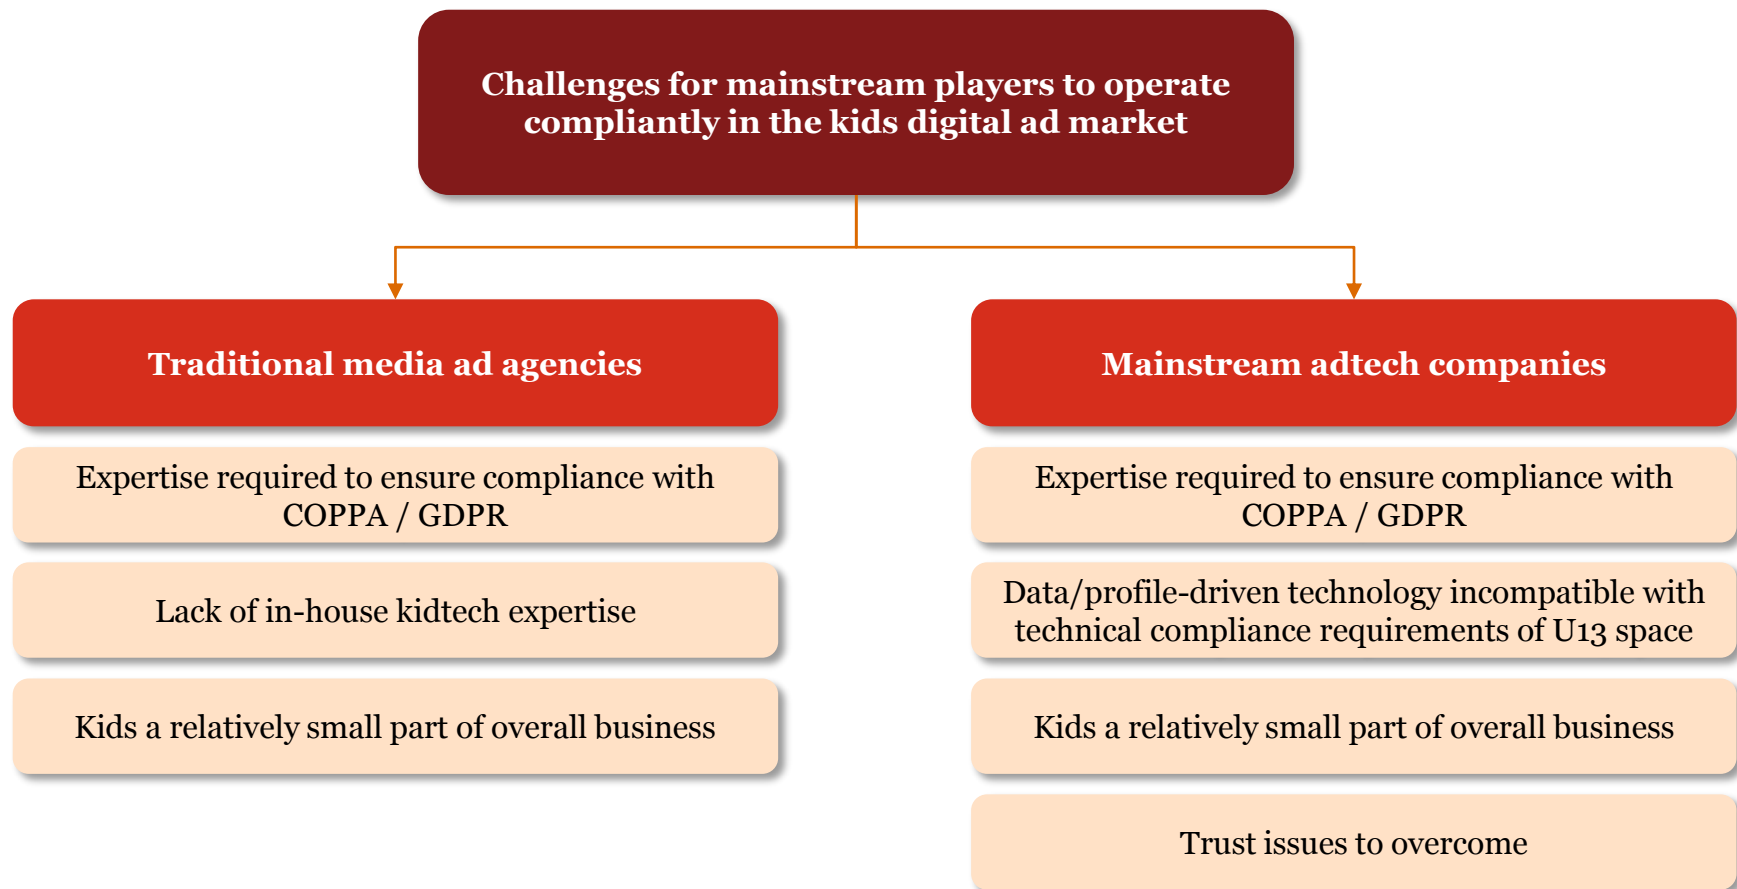 Challenges for mainstream players to operate
compliantly in the kids digital ad market
Traditional media ad agencies
Expertise required to ensure compliance with
COPPA / GDPR
Lack of in-house kidtech expertise
Kids a relatively small part of overall business
Mainstream adtech companies
Expertise required to ensure compliance with
COPPA / GDPR
Data/profile-driven technology incompatible with
technical compliance requirements of U13 space
Kids a relatively small part of overall business
Trust issues to overcome